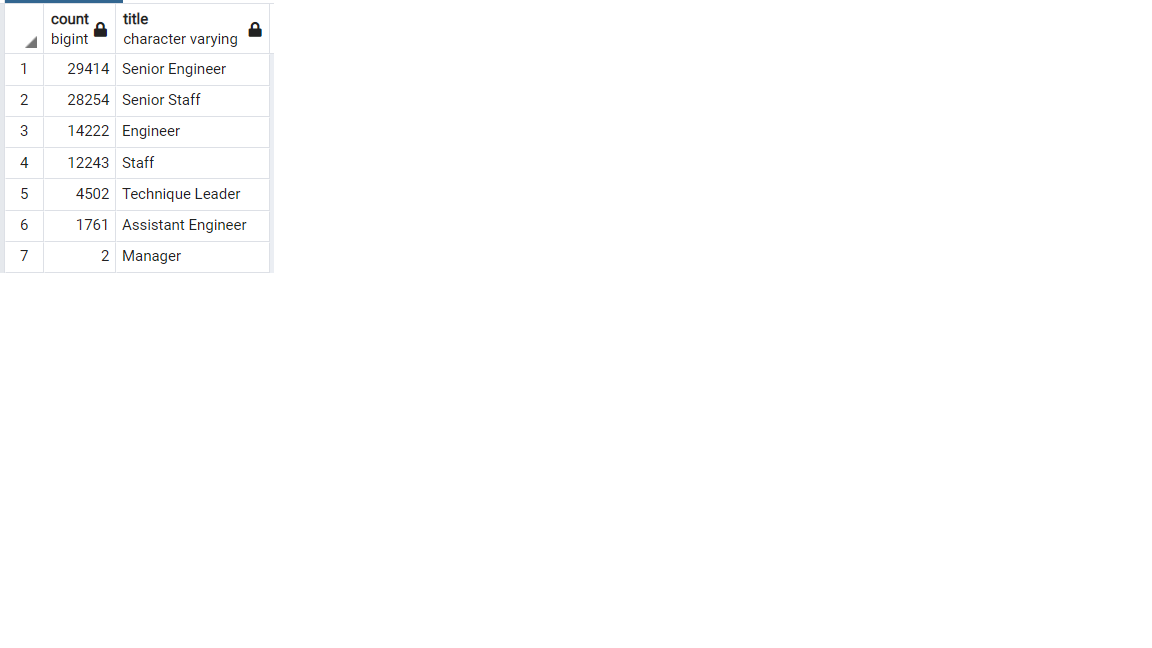 count title
bigint character varying
1 29414 Senior Engineer
2 28254 Senior Staff
3 14222 Engineer
4 12243 Staff
5 4502 Technique Leader
6 1761 Assistant Engineer
7 2 Manager